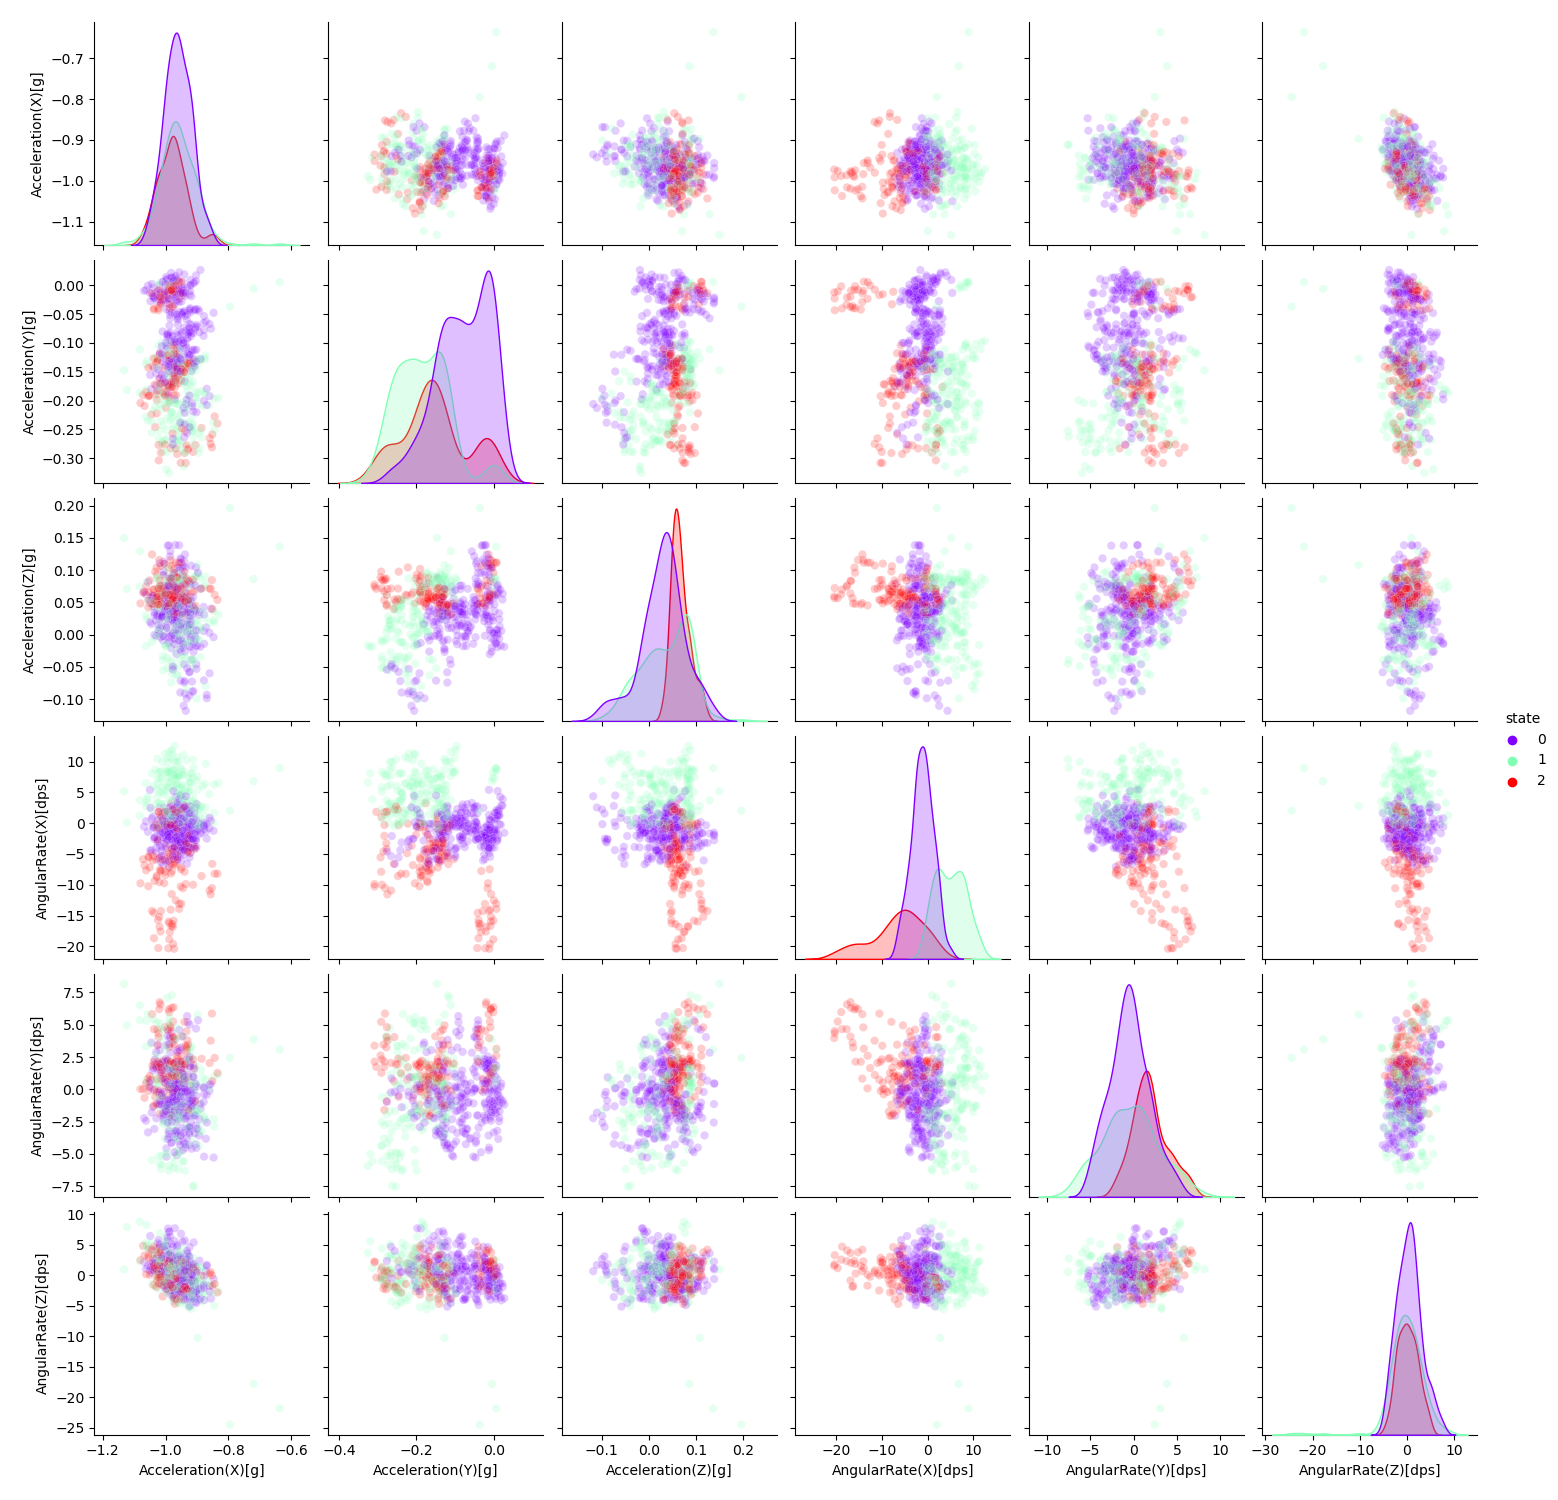 −0.7
−0.8
−0.9
−1.0
−1.1
Acceleration(X)[g]
0.00
−0.05
−0.10
−0.15
−0.20
−0.25
−0.30
Acceleration(Y)[g]
0.20
0.15
0.10
0.05
0.00
−0.05
−0.10
Acceleration(Z)[g]
state
0
1
2
10
5
0
−5
−10
−15
−20
AngularRate(X)[dps]
7.5
5.0
2.5
0.0
−2.5
−5.0
−7.5
AngularRate(Y)[dps]
10
5
0
−5
−10
−15
−20
−25
AngularRate(Z)[dps]
−1.2 −1.0 −0.8 −0.6
Acceleration(X)[g]
−0.4 −0.2 0.0
Acceleration(Y)[g]
−0.1 0.0 0.1 0.2
Acceleration(Z)[g]
−20 −10 0 10
AngularRate(X)[dps]
−10 −5 0 5 10
AngularRate(Y)[dps]
−30 −20 −10 0 10
AngularRate(Z)[dps]